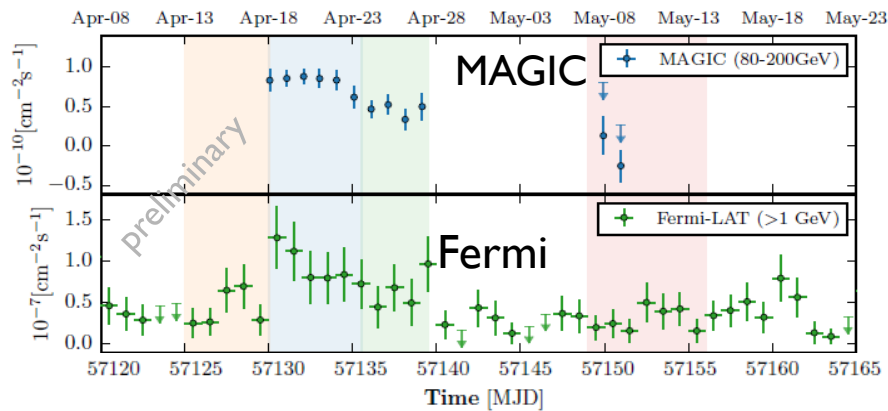 Apr-08 Apr-13 Apr-18 Apr-23 Apr-28 May-03 May-08 May-13 May-18 May-23
MAGIC
MAGIC (80-200GeV)
10⁻¹⁰[cm⁻²s⁻¹]
1.0
0.5
0.0
−0.5
preliminary
Fermi
Fermi-LAT (>1 GeV)
10⁻⁷[cm⁻²s⁻¹]
1.5
1.0
0.5
0.0
57120 57125 57130 57135 57140 57145 57150 57155 57160 57165
Time [MJD]